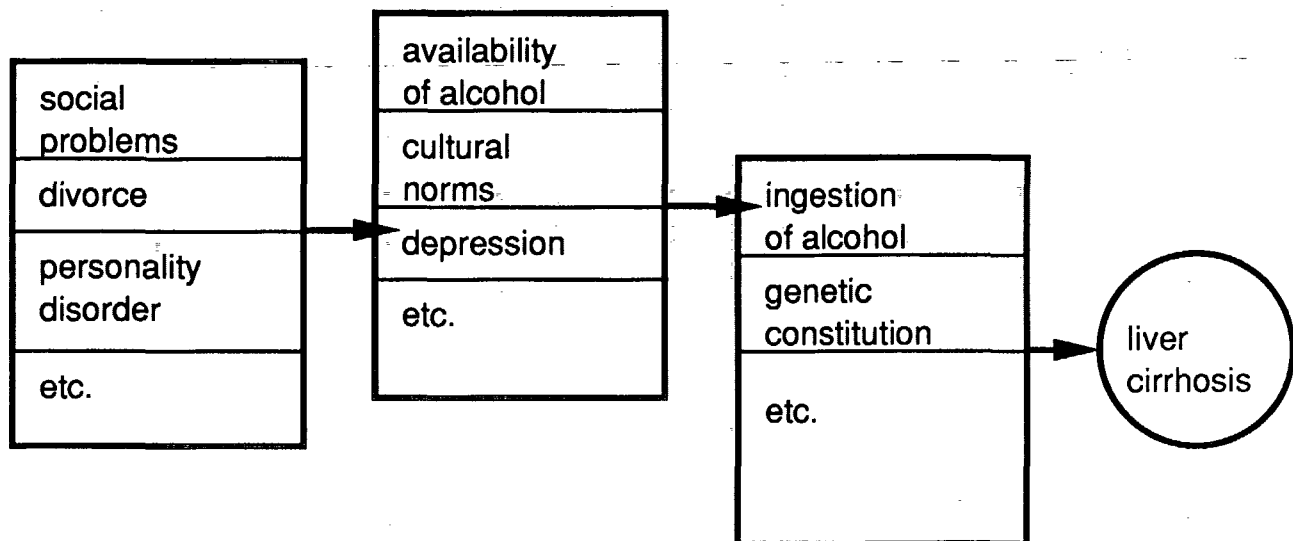 social
problems
divorce
personality
disorder
etc.
availability
of alcohol
cultural
norms
depression
etc.
ingestion
of alcohol
genetic
constitution
etc.
liver
cirrhosis